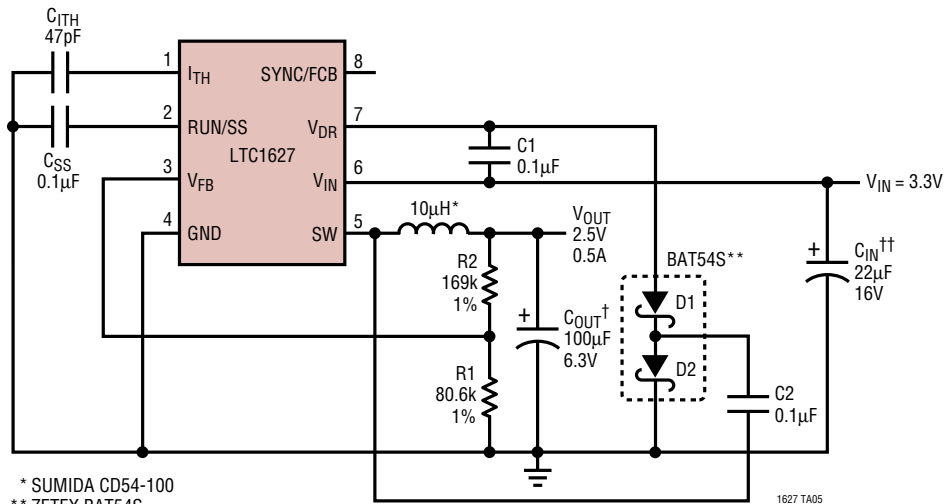 CITH
47pF
1
ITH
SYNC/FCB
8
2
RUN/SS
VDR
7
CSS
0.1µF
LTC1627
C1
0.1µF
3
VFB
VIN
6
VIN = 3.3V
4
GND
SW
5
10µH*
VOUT
2.5V
0.5A
R2
169k
1%
BAT54S**
+
CIN††
22µF
16V
D1
+
COUT†
100µF
6.3V
D2
R1
80.6k
1%
C2
0.1µF
* SUMIDA CD54-100
1627 TA05